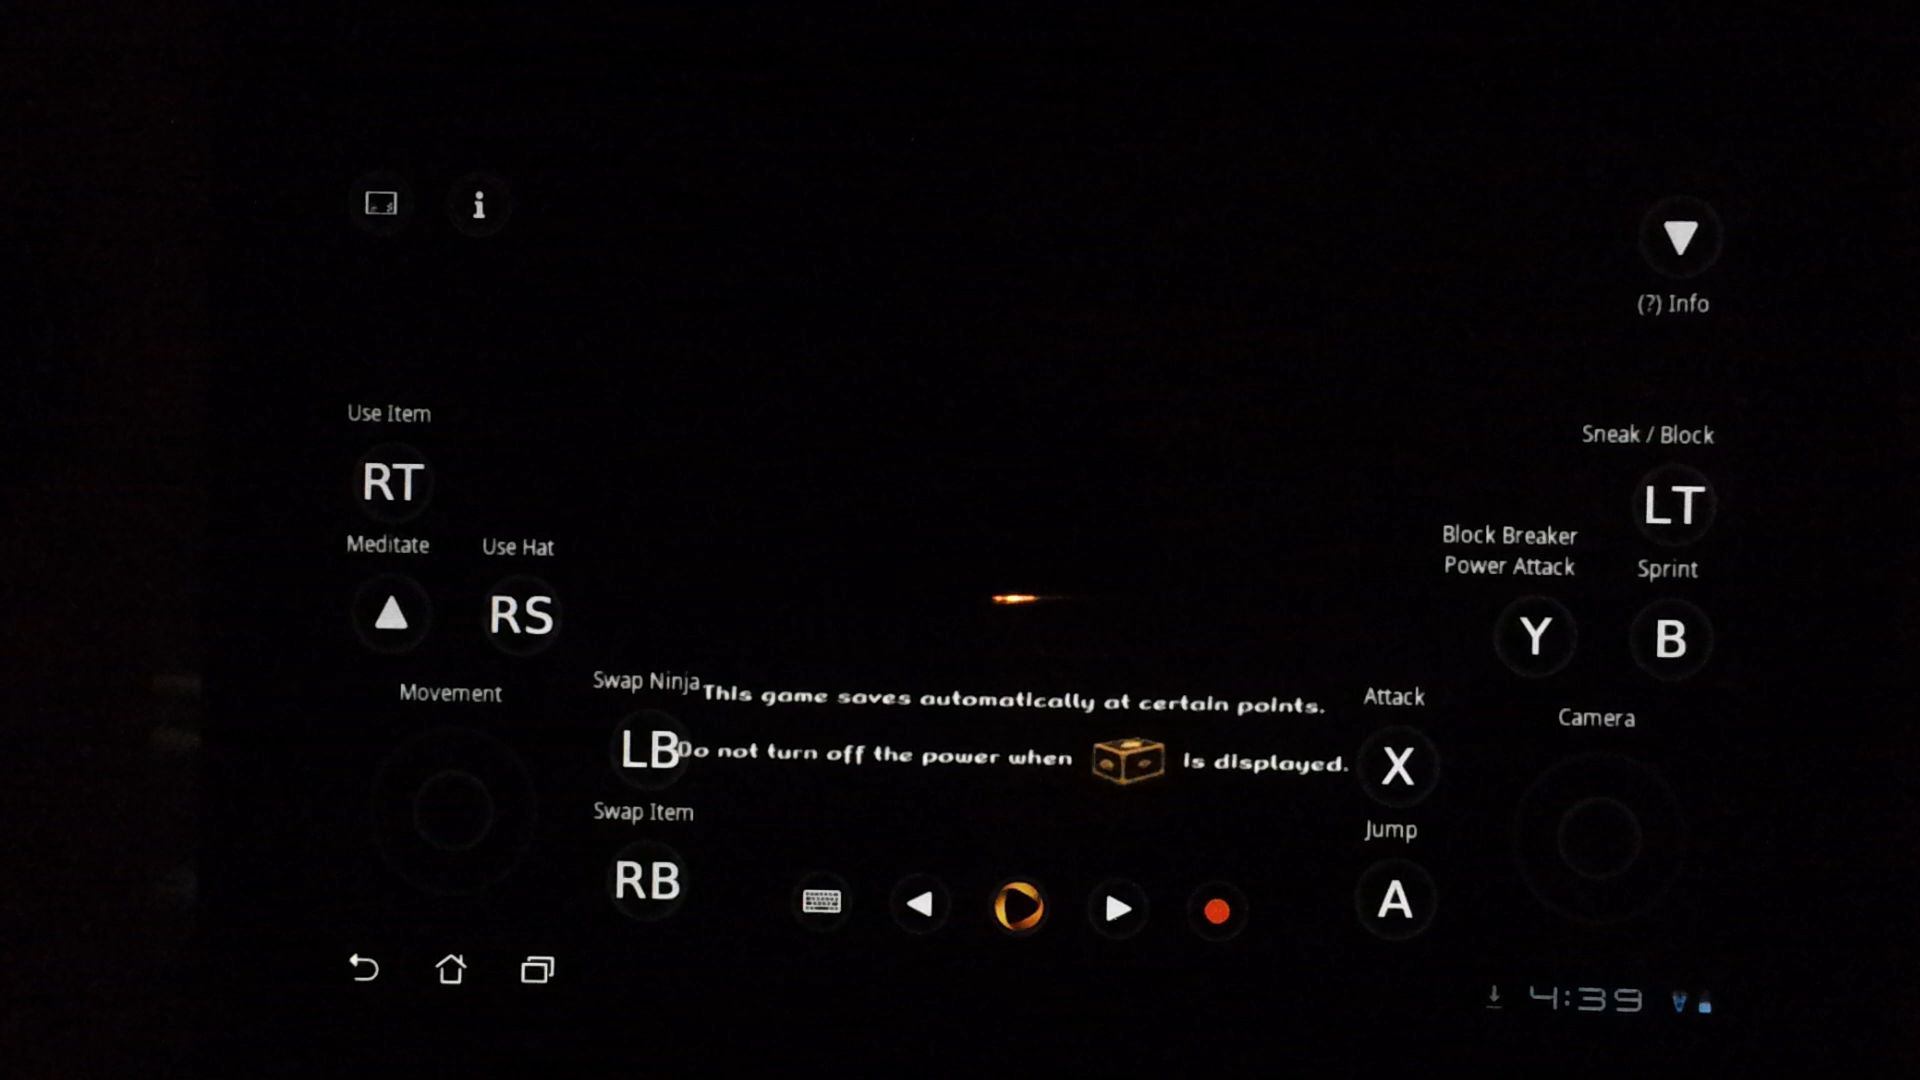 i
(?) Info
Use Item
RT
Sneak / Block
LT
Meditate
Use Hat
RS
Block Breaker
Power Attack
Sprint
Y
B
Movement
Swap Ninja
This game saves automatically at certain points.
Attack
Camera
LB
Do not turn off the power when is displayed.
X
Swap Item
Jump
RB
A
4:39